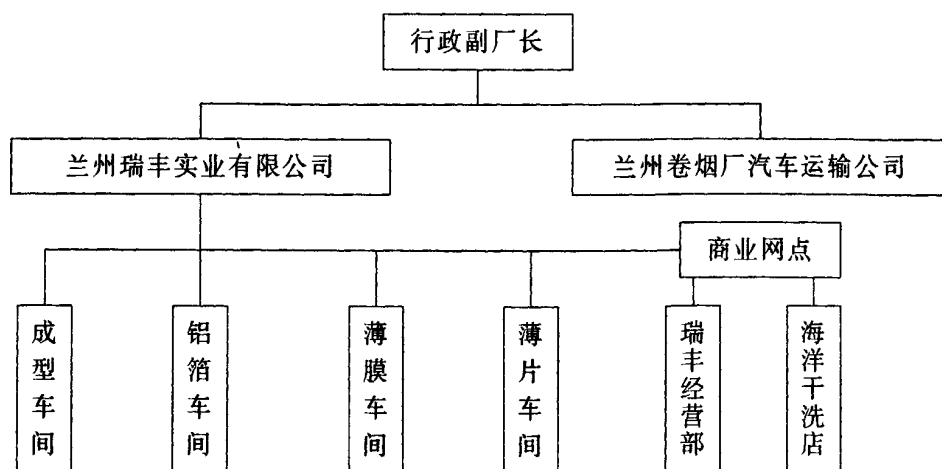 行政副厂长
兰州瑞丰实业有限公司
兰州卷烟厂汽车运输公司
商业网点
成型车间
铝箔车间
薄膜车间
薄片车间
瑞丰经营部
海洋干洗店